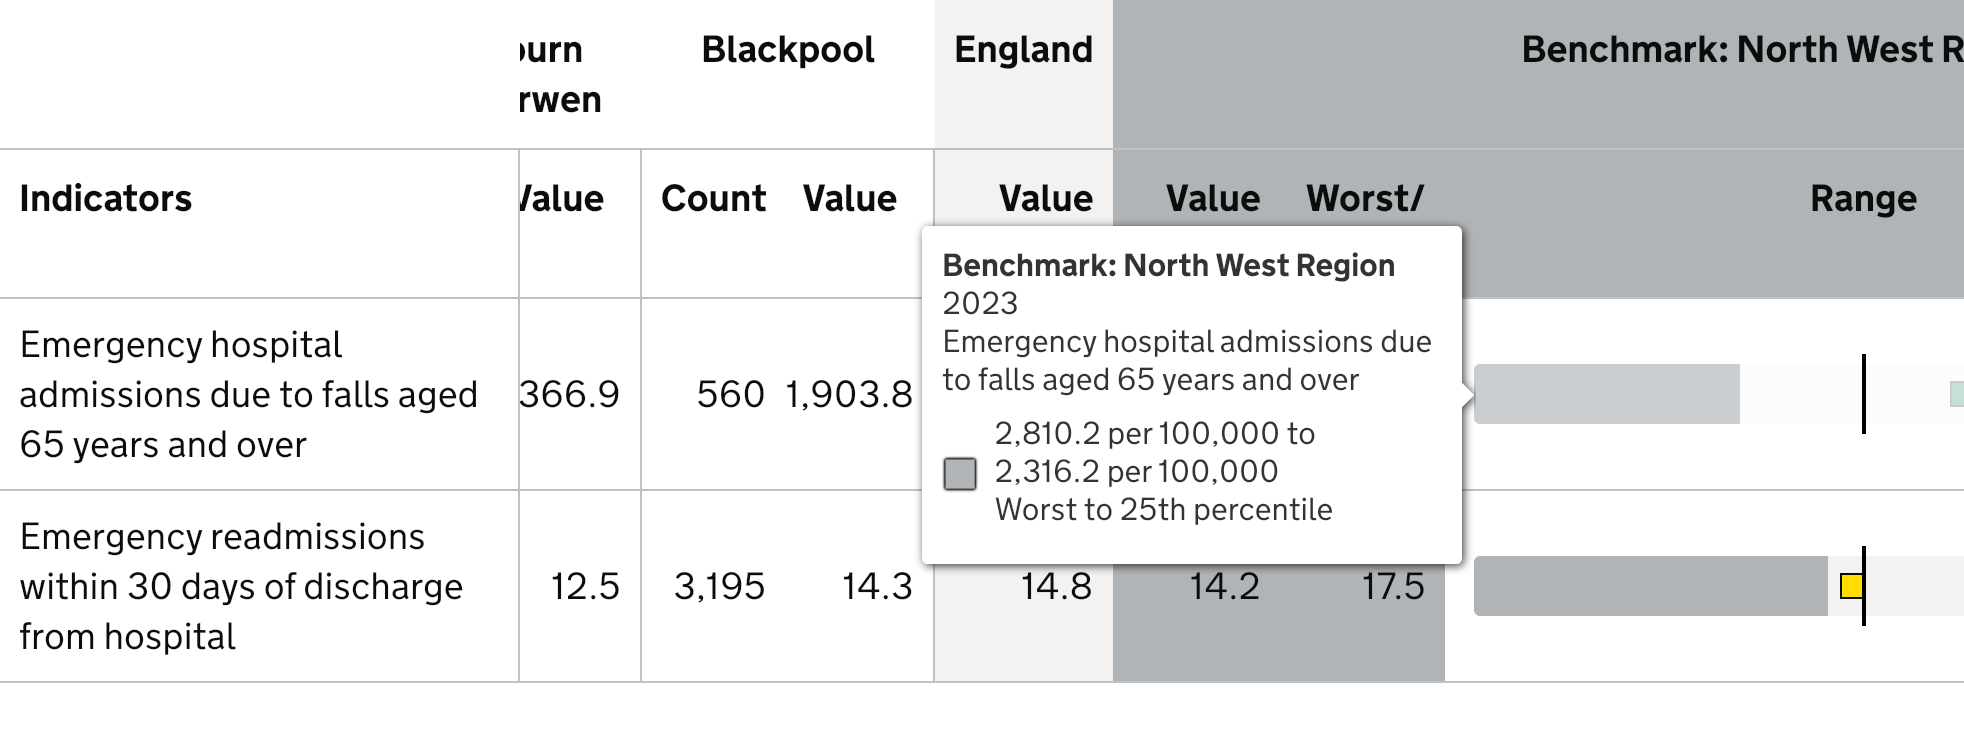 Blackpool England Benchmark: North West R
Indicators Value Count Value Value Value Worst/ Range
Benchmark: North West Region
2023
Emergency hospital admissions due
to falls aged 65 years and over
2,810.2 per 100,000 to
2,316.2 per 100,000
Worst to 25th percentile
Emergency hospital
admissions due to falls aged 366.9 560 1,903.8
65 years and over
Emergency readmissions
within 30 days of discharge 12.5 3,195 14.3 14.8 14.2 17.5
from hospital